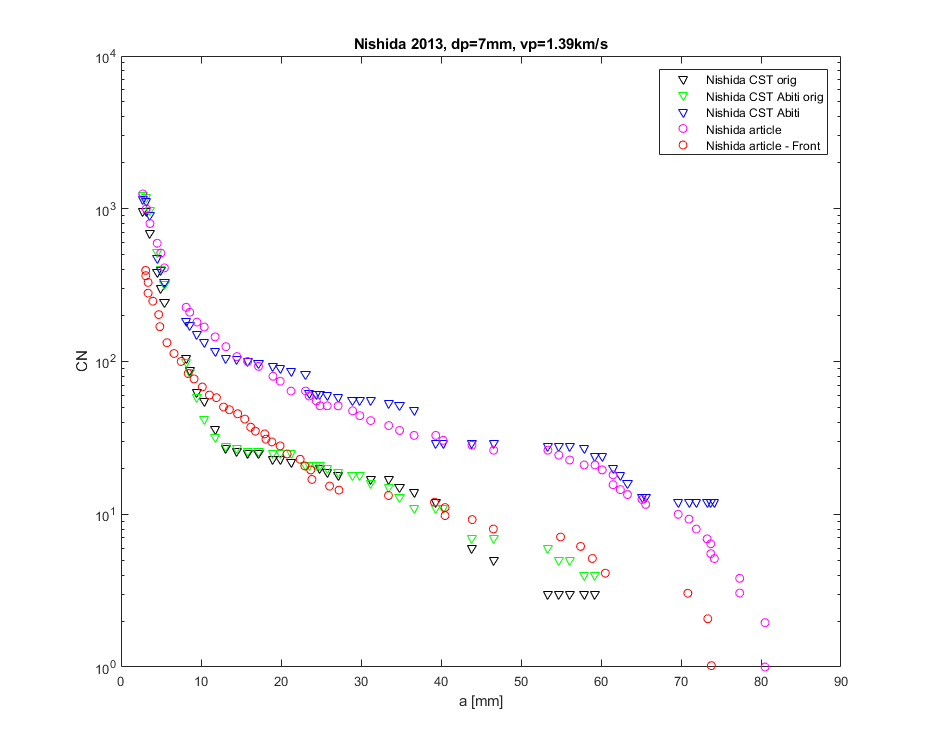 Nishida 2013, dp=7mm, vp=1.39km/s
Nishida CST orig
Nishida CST Abiti orig
Nishida CST Abiti
Nishida article
Nishida article - Front
CN
10^4
10^3
10^2
10^1
10^0
0 10 20 30 40 50 60 70 80 90
a [mm]